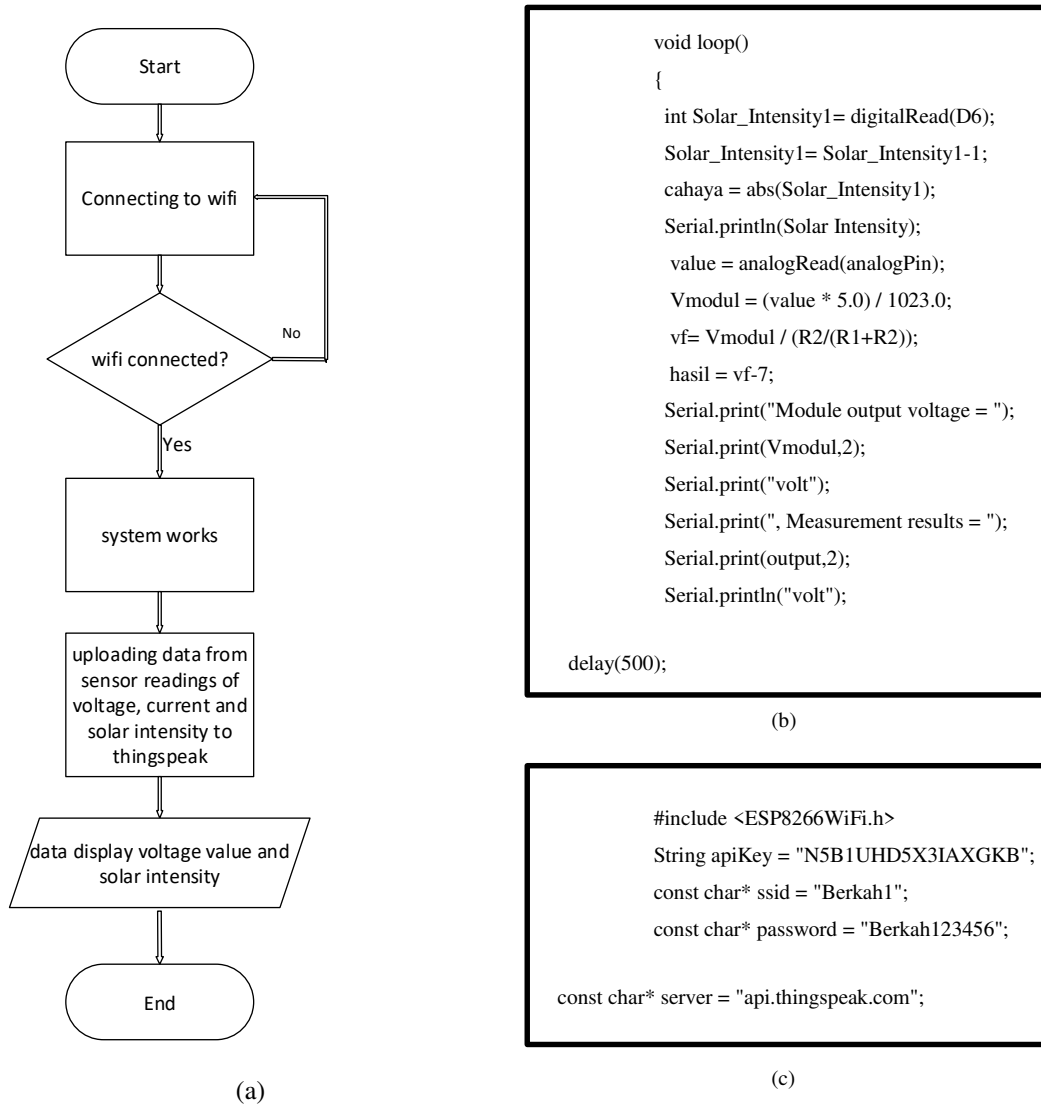 Start
Connecting to wifi
wifi connected?
No
Yes
system works
uploading data from
sensor readings of
voltage, current and
solar intensity to
thingspeak
data display voltage value and
solar intensity
End
(a)
void loop()
{
int Solar_Intensity1= digitalRead(D6);
Solar_Intensity1= Solar_Intensity1-1;
cahaya = abs(Solar_Intensity1);
Serial.println(Solar Intensity);
value = analogRead(analogPin);
Vmodul = (value * 5.0) / 1023.0;
vf= Vmodul / (R2/(R1+R2));
hasil = vf-7;
Serial.print("Module output voltage = ");
Serial.print(Vmodul,2);
Serial.print("volt");
Serial.print(", Measurement results = ");
Serial.print(output,2);
Serial.println("volt");
delay(500);
(b)
#include <ESP8266WiFi.h>
String apiKey = "N5B1UHD5X3IAXGKB";
const char* ssid = "Berkah1";
const char* password = "Berkah123456";
const char* server = "api.thingspeak.com";
(c)